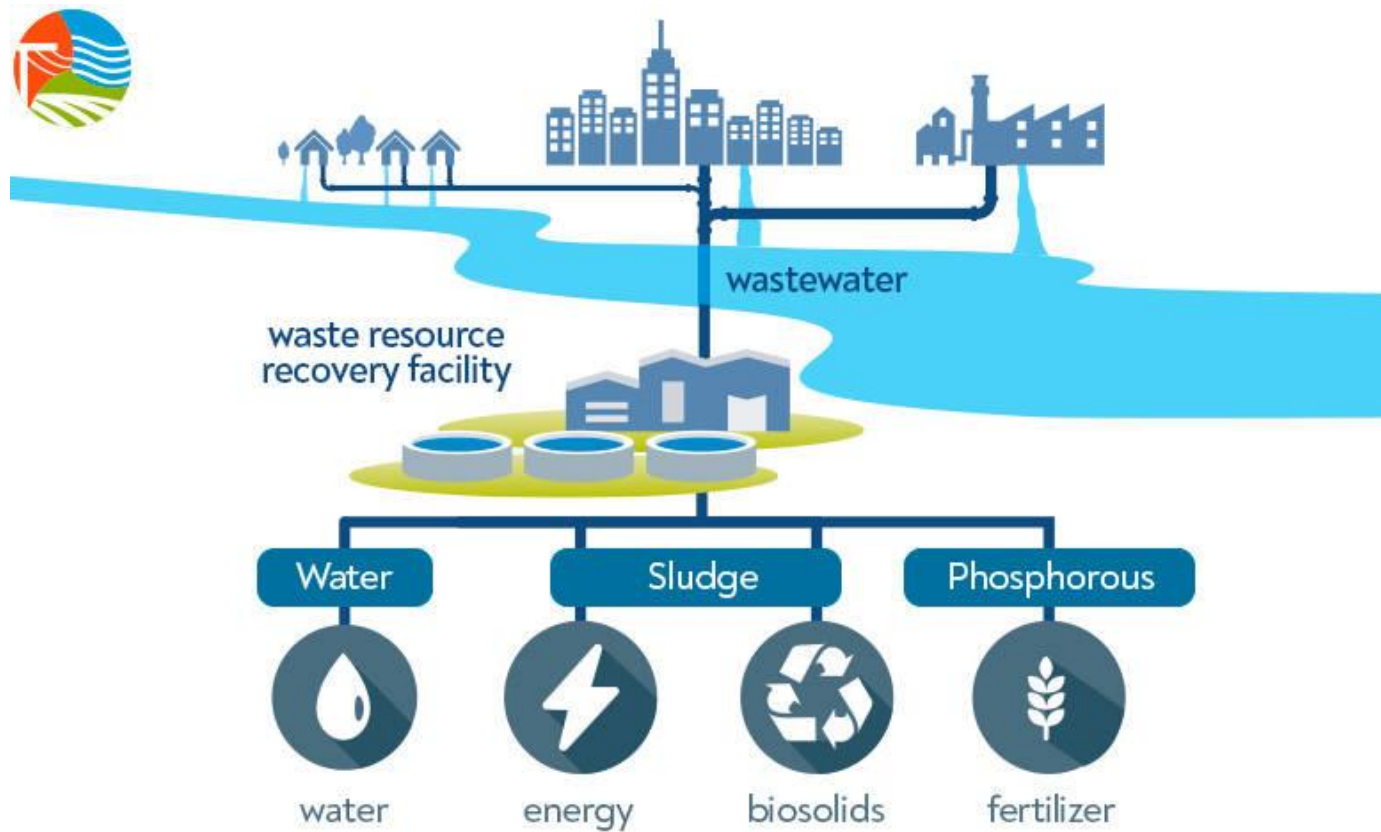 wastewater
waste resource
recovery facility
Water
Sludge
Phosphorous
water
energy
biosolids
fertilizer